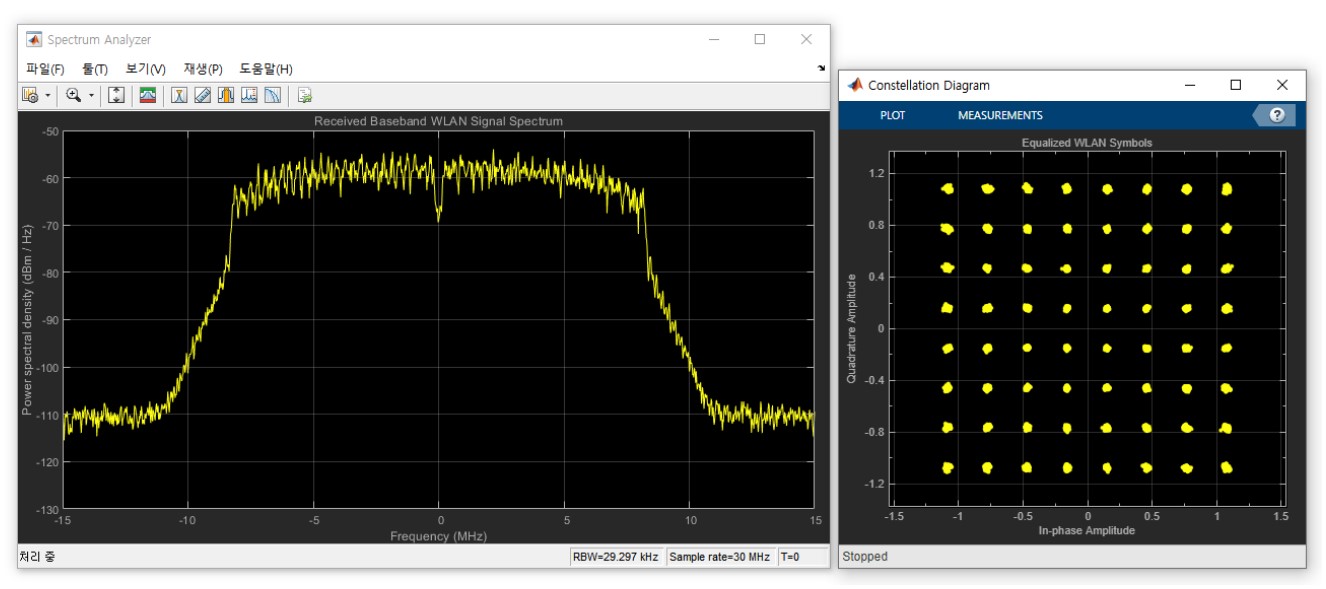 Spectrum Analyzer
파일(F) 툴(T) 보기(V) 재생(P) 도움말(H)
Received Baseband WLAN Signal Spectrum
Power spectral density (dBm / Hz)
-50
-60
-70
-80
-90
-100
-110
-120
-130
-15 -10 -5 0 5 10 15
Frequency (MHz)
처리 중
RBW=29.297 kHz Sample rate=30 MHz T=0
Constellation Diagram
PLOT MEASUREMENTS ?
Equalized WLAN Symbols
Quadrature Amplitude
1.2
0.8
0.4
0
-0.4
-0.8
-1.2
-1.5 -1 -0.5 0 0.5 1 1.5
In-phase Amplitude
Stopped